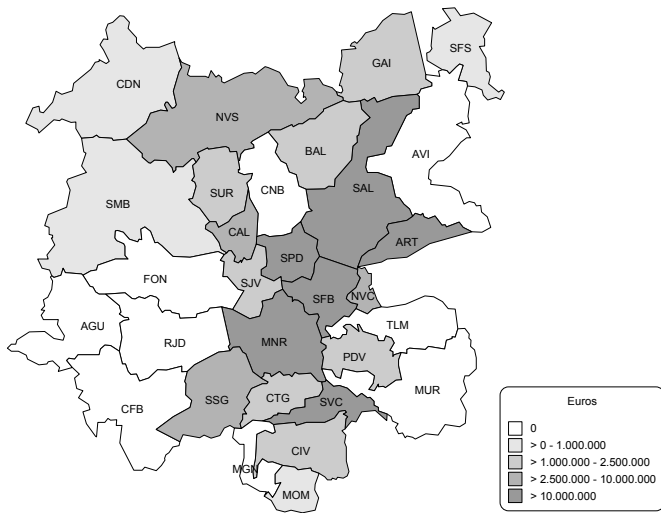 SFS
GAI
CDN
NVS
BAL
AVI
SUR
CNB
SAL
SMB
CAL
ART
SPD
FON
SJV
SFB
NVC
AGU
RJD
MNR
TLM
PDV
CFB
SSG
CTG
SVC
MUR
CIV
MGN
MOM
Euros
0
> 0 - 1.000.000
> 1.000.000 - 2.500.000
> 2.500.000 - 10.000.000
> 10.000.000